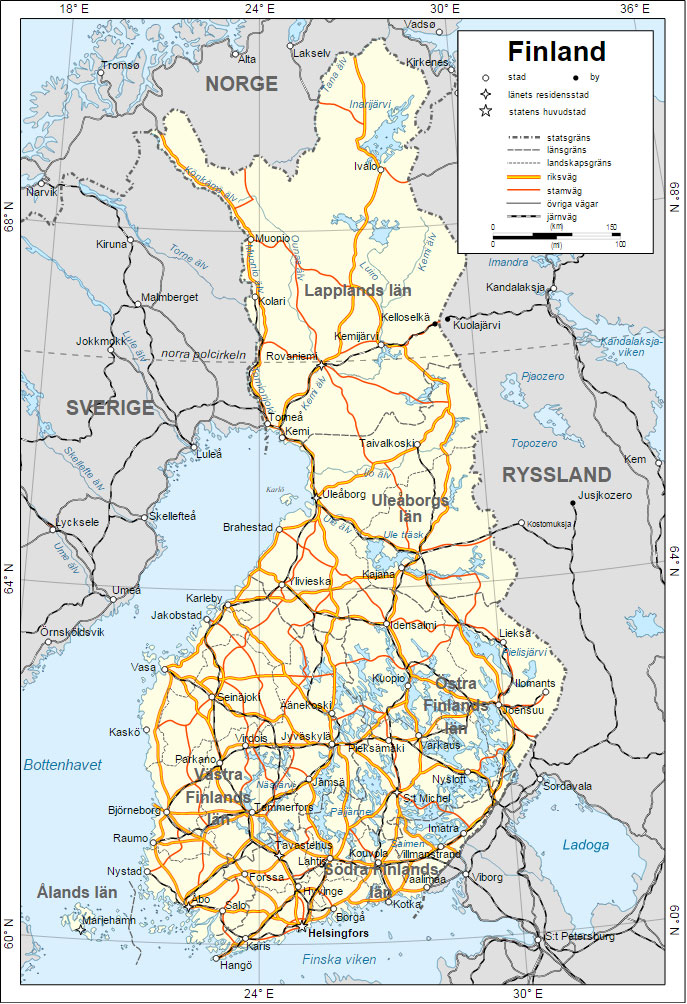 18° E
24° E
30° E
36° E
Vadsø
Lakselv
Alta
Tromsø
Kirkenes
Tana älv
NORGE
Inarijärvi
Finland
stad
by
länets residensstad
statens huvudstad
statsgräns
länsgräns
landskapsgräns
riksväg
stamväg
övriga vägar
järnväg
0 (km) 150
0 (mi) 100
Ivalo
Narvik
Könkämä älv
68° N
68° N
Kiruna
Muonio
Torne älv
Muonio älv
Ounas älv
Luiro
Kemi älv
Imandra
Kandalaksja
Malmberget
Kolari
Lapplands län
Kelloselkä
Kuolajärvi
Jokkmokk
Lule älv
norra polcirkeln
Rovaniemi
Kemijärvi
Kandalaksja-
viken
Pjaozero
SVERIGE
Tornionjoki
Kemi älv
Torneå
Kemi
Taivalkoski
Topozero
Luleå
Skellefte älv
Kem
RYSSLAND
Ijo älv
Karlö
Uleåborg
Uleåborgs
län
Jusjkozero
Skellefteå
Lycksele
Brahestad
Ule älv
Ule träsk
Kostomuksja
Ume älv
Kajana
64° N
64° N
Umeå
Ylivieska
Karleby
Jakobstad
Idensalmi
Örnsköldsvik
Lieksa
Pielisjärvi
Vasa
Kuopio
Östra
Finlands
län
Ilomants
Seinäjoki
Äänekoski
Joensuu
Kaskö
Virdois
Jyväskylä
Pieksämäki
Varkaus
Bottenhavet
Parkano
Västra
Finlands
län
Näsijärvi
Jämsä
Nyslott
Sordavala
Björneborg
Tammerfors
Päijänne
S:t Michel
Raumo
Imatra
Tavastehus
Saimen
Ladoga
Villmanstrand
Lahtis
Kouvola
Nystad
Forssa
Södra Finlands
län
Vaalimaa
Viborg
Ålands län
Hyvinge
Åbo
Salo
Borgå
Kotka
Mariehamn
60° N
60° N
Helsingfors
S:t Petersburg
Karis
Hangö
Finska viken
24° E
30° E